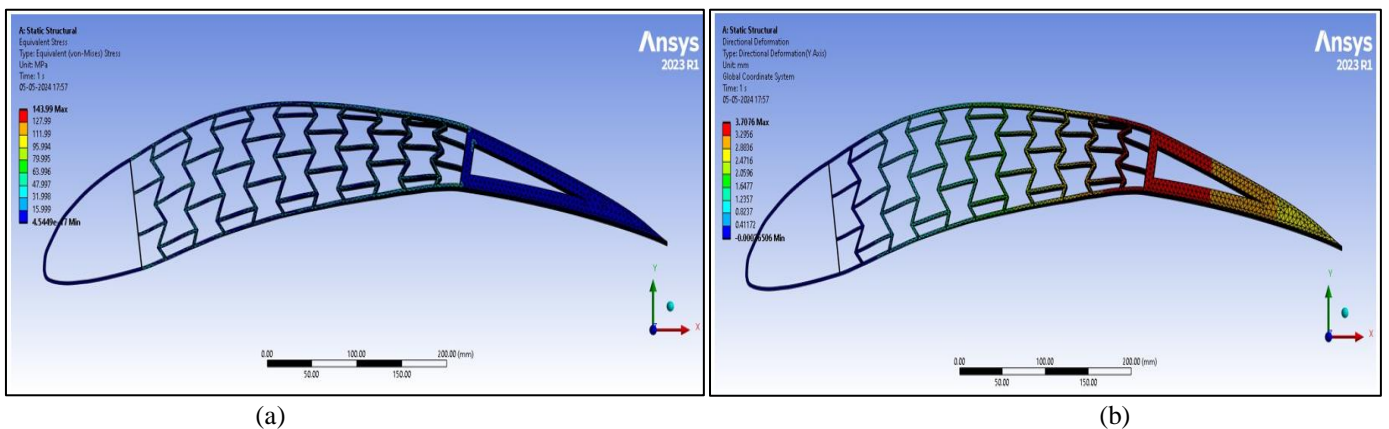 A: Static Structural
Equivalent Stress
Type: Equivalent (von-Mises) Stress
Unit: MPa
Time: 1 s
05-05-2024 17:57
143.99 Max
127.99
111.99
95.994
79.995
63.996
47.997
31.998
15.999
4.5449e-17 Min
Ansys
2023 R1
Y
X
0.00 100.00 200.00 (mm)
50.00 150.00
(a)
A: Static Structural
Directional Deformation
Type: Directional Deformation(Y Axis)
Unit: mm
Global Coordinate System
Time: 1 s
05-05-2024 17:57
3.7076 Max
3.2956
2.8836
2.4716
2.0596
1.6477
1.2357
0.8237
0.41172
Min
Ansys
2023 R1
Y
X
0.00 100.00 200.00 (mm)
50.00 150.00
(b)